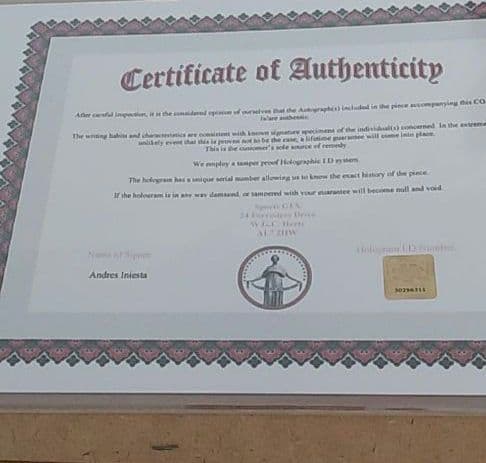 Certificate of Authenticity
After careful inspection, it is the considered opinion of ourselves that the Autograph(s) included in the piece accompanying this CO
is/are authentic.
The writing habits and characteristics are consistent with known signature specimens of the individual(s) concerned. In the extreme
unlikely event that this is proven not to be the case, a lifetime guarantee will come into place.
This is the customer's sole source of remedy.
We employ a tamper proof Holographic I.D system.
The hologram has a unique serial number allowing us to know the exact history of the piece.
If the hologram is in any way damaged, or tampered with your guarantee will become null and void.
Drive
Name of Signer
Hologram I.D Number
Andres Iniesta
30296311